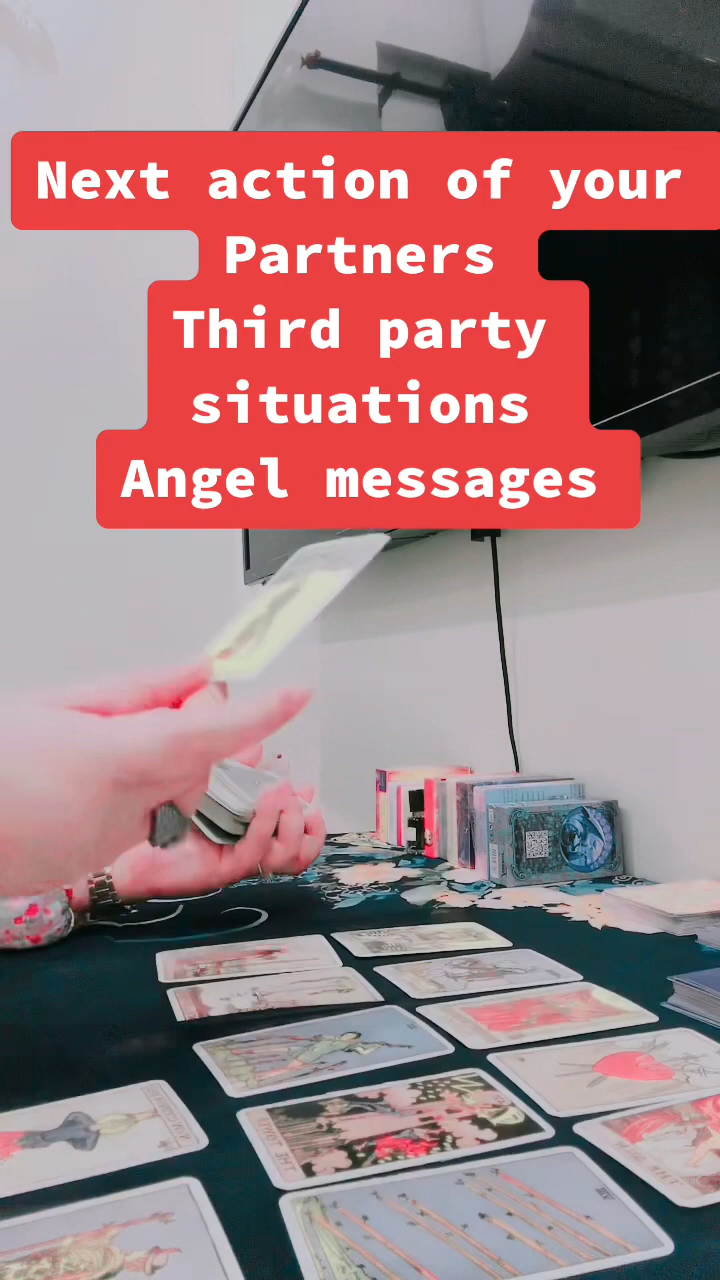 Next action of your
Partners
Third party
situations
Angel messages